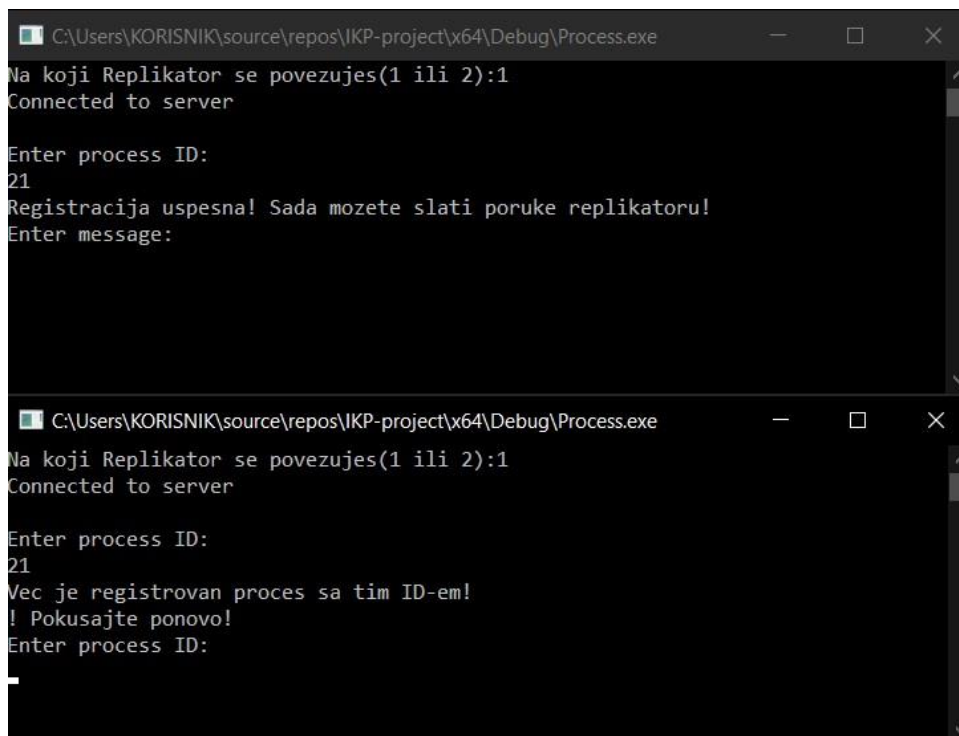 C:\Users\KORISNIK\source\repos\IKP-project\x64\Debug\Process.exe
Na koji Replikator se povezujes(1 ili 2):1
Connected to server
Enter process ID:
21
Registracija uspesna! Sada mozete slati poruke replikatoru!
Enter message:
C:\Users\KORISNIK\source\repos\IKP-project\x64\Debug\Process.exe
Na koji Replikator se povezujes(1 ili 2):1
Connected to server
Enter process ID:
21
Vec je registrovan proces sa tim ID-em!
! Pokusajte ponovo!
Enter process ID: